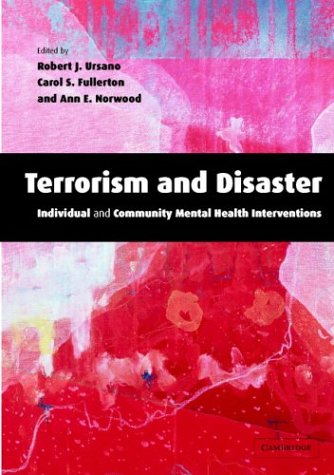 Edited by
Robert J. Ursano
Carol S. Fullerton
and Ann E. Norwood
Terrorism and Disaster
Individual and Community Mental Health Interventions
CAMBRIDGE